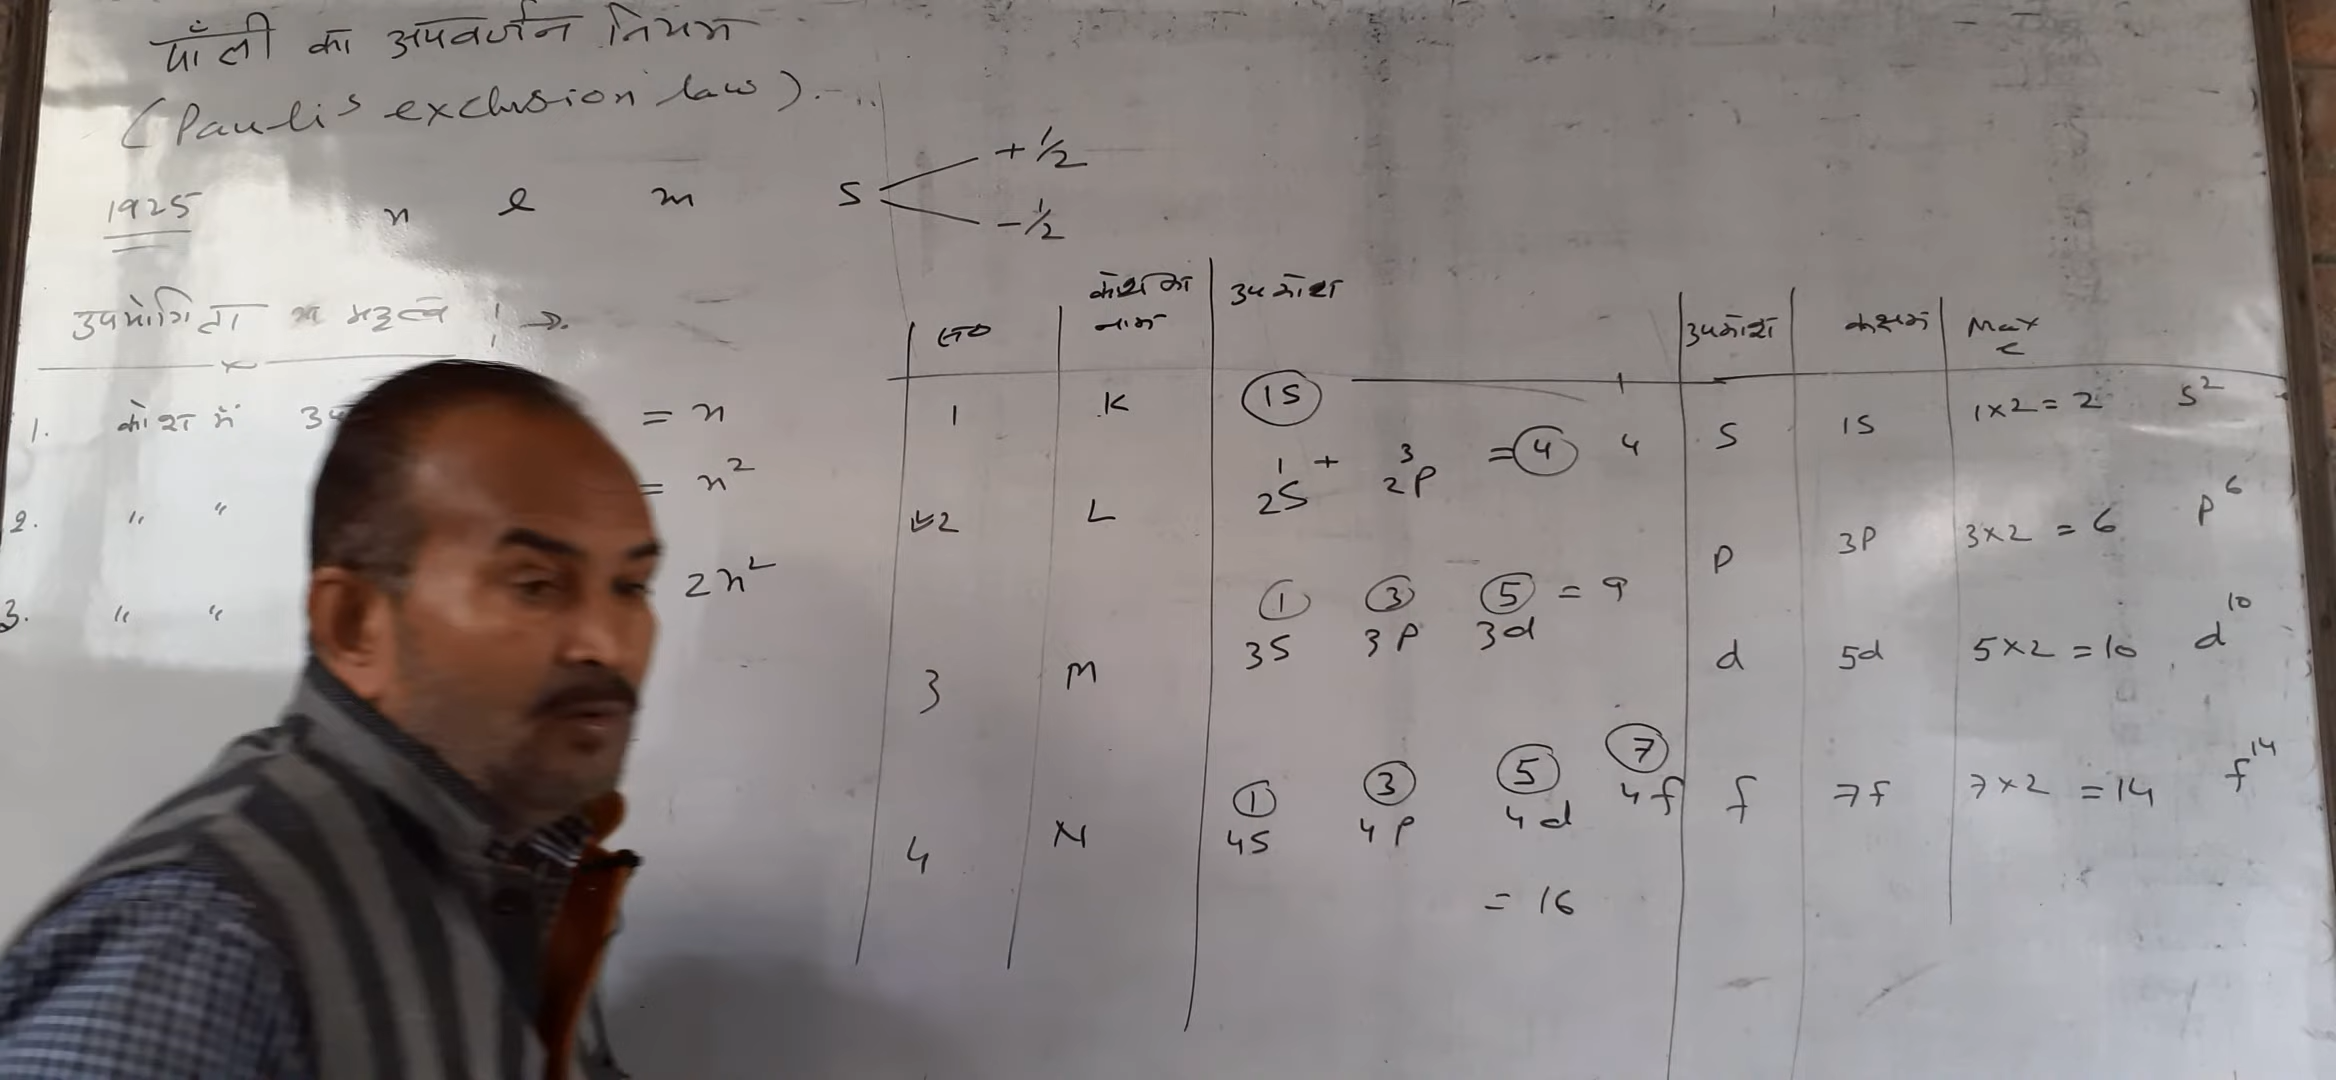 पॉली का अपवर्जन नियम
(Pauli's exclusion law).
1925 n l m S + 1/2
- 1/2
उपयोगिता व महत्व :→
कोश का नाम उपकोश
उपकोश कक्षक Max e
1. कोश में = n
2. " " = n²
3. " " 2n²
1 K 1S
2 L 1 + 3 = 4 4
2S 2P
3 M 1 3 5 = 9
3S 3P 3d
4 N 1 3 5 7
4S 4P 4d 4f
= 16
S 1S 1×2 = 2 S²
P 3P 3×2 = 6 P⁶
d 5d 5×2 = 10 d¹⁰
f 7f 7×2 = 14 f¹⁴